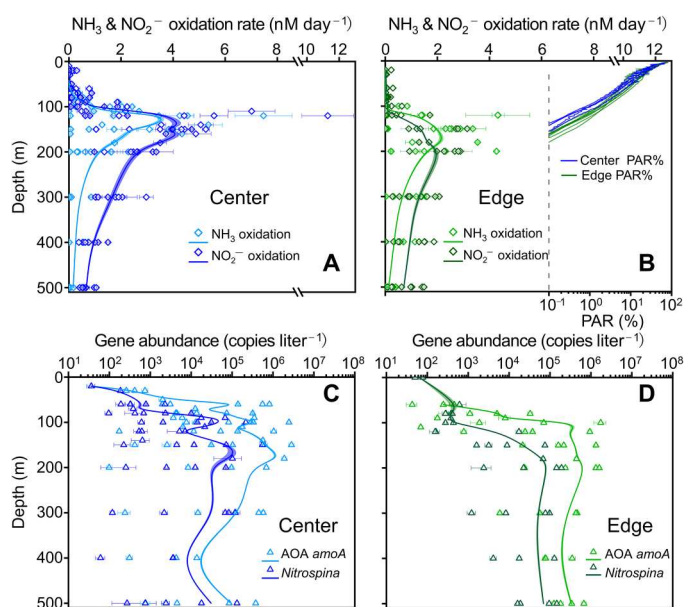 NH₃ & NO₂⁻ oxidation rate (nM day⁻¹)
0 2 4 6 8 10 12
0
100
200
300
400
500
Depth (m)
Center
NH₃ oxidation
NO₂⁻ oxidation
A
NH₃ & NO₂⁻ oxidation rate (nM day⁻¹)
0 2 4 6 8 10 12
Center PAR%
Edge PAR%
Edge
NH₃ oxidation
NO₂⁻ oxidation
B
10⁻¹ 10⁰ 10¹ 10²
PAR (%)
Gene abundance (copies liter⁻¹)
10¹ 10² 10³ 10⁴ 10⁵ 10⁶ 10⁷ 10⁸
0
100
200
300
400
500
Depth (m)
C
Center
AOA amoA
Nitrospina
Gene abundance (copies liter⁻¹)
10¹ 10² 10³ 10⁴ 10⁵ 10⁶ 10⁷ 10⁸
D
Edge
AOA amoA
Nitrospina